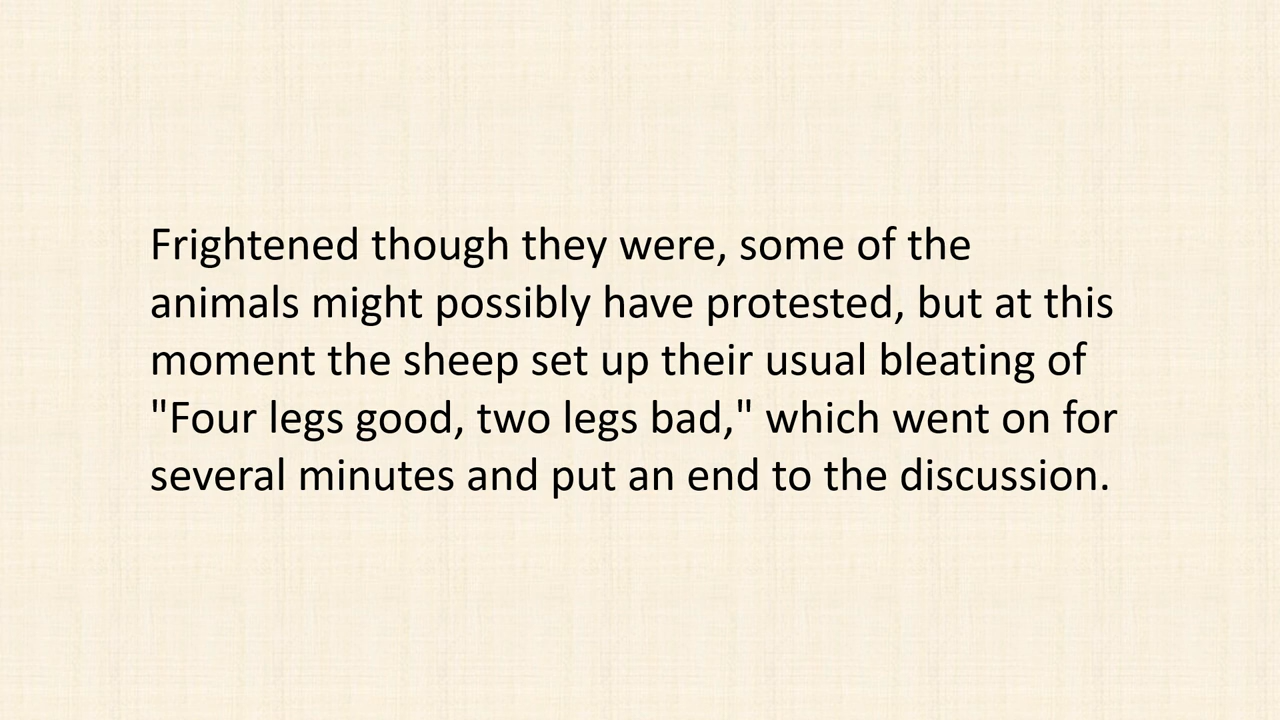 Frightened though they were, some of the
animals might possibly have protested, but at this
moment the sheep set up their usual bleating of
"Four legs good, two legs bad," which went on for
several minutes and put an end to the discussion.